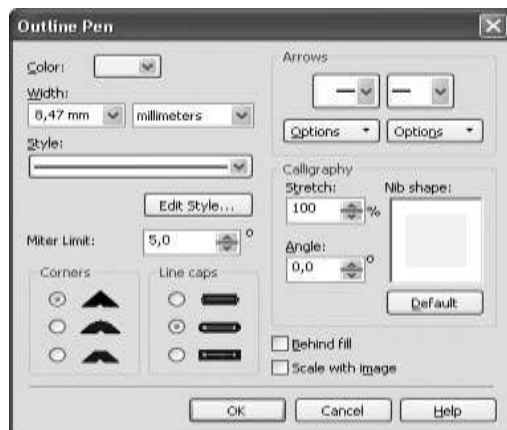 Outline Pen
Color:
Width:
8,47 mm
millimeters
Style:
Edit Style...
Miter Limit:
5,0
°
Corners
Line caps
Arrows
Options
Options
Calligraphy
Stretch:
Nib shape:
100
%
Angle:
0,0
°
Default
Behind fill
Scale with image
OK
Cancel
Help